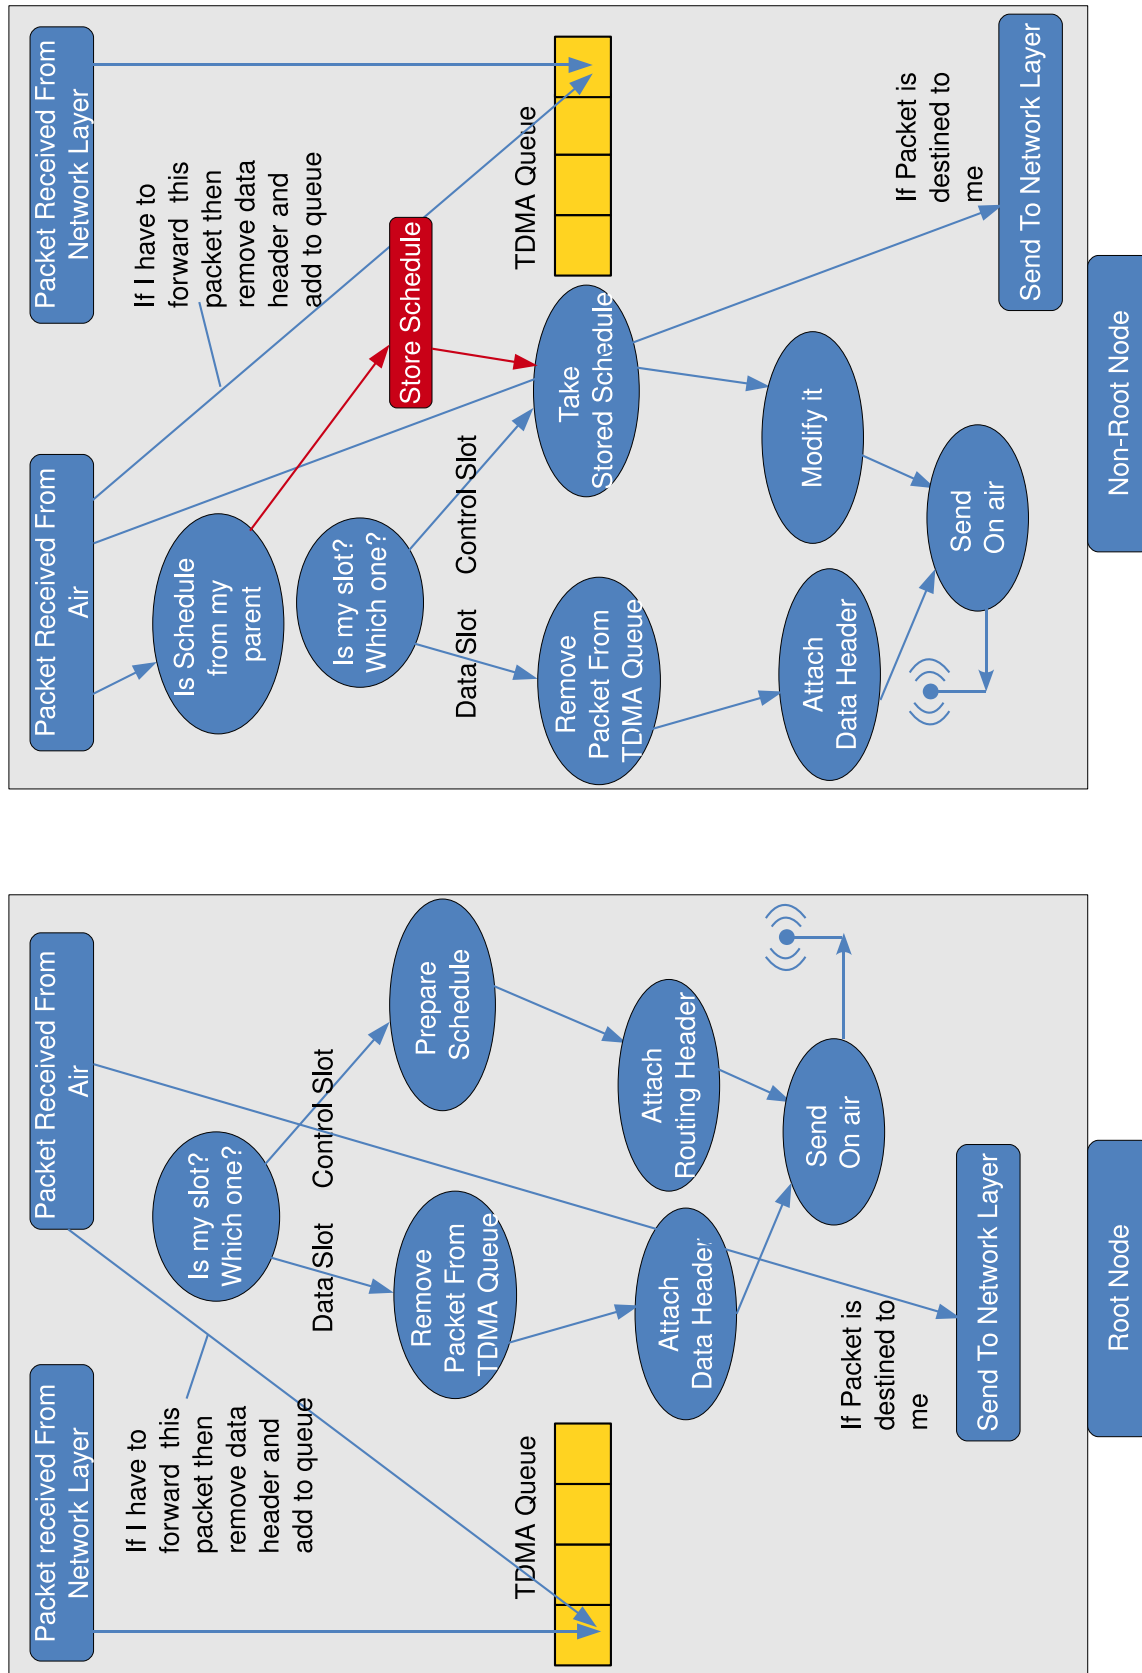 Packet received From
Network Layer
Packet Received From
Air
If I have to
forward  this
packet then
remove data
header and
add to queue
Is my slot?
Which one?
Data Slot
Control Slot
Remove
Packet From
TDMA Queue
Prepare
Schedule
TDMA Queue
Attach
Data Header
Attach
Routing Header
Send
On air
If Packet is
destined to
me
Send To Network Layer
Root Node
Packet Received From
Air
Packet Received From
Network Layer
If I have to
forward  this
packet then
remove data
header and
add to queue
Is Schedule
from my
parent
Is my slot?
Which one?
Store Schedule
Data Slot
Control Slot
TDMA Queue
Remove
Packet From
TDMA Queue
Take
Stored Schedule
Attach
Data Header
Modify it
Send
On air
If Packet is
destined to
me
Send To Network Layer
Non-Root Node